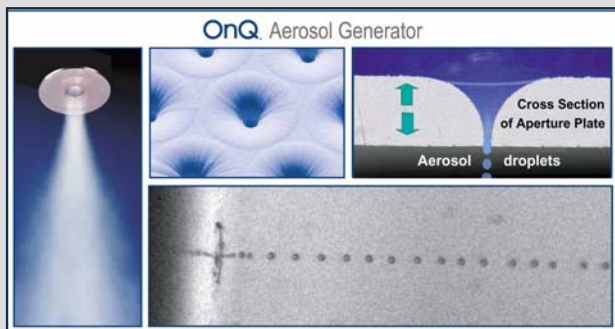 OnQ. Aerosol Generator
Cross Section
of Aperture Plate
Aerosol droplets